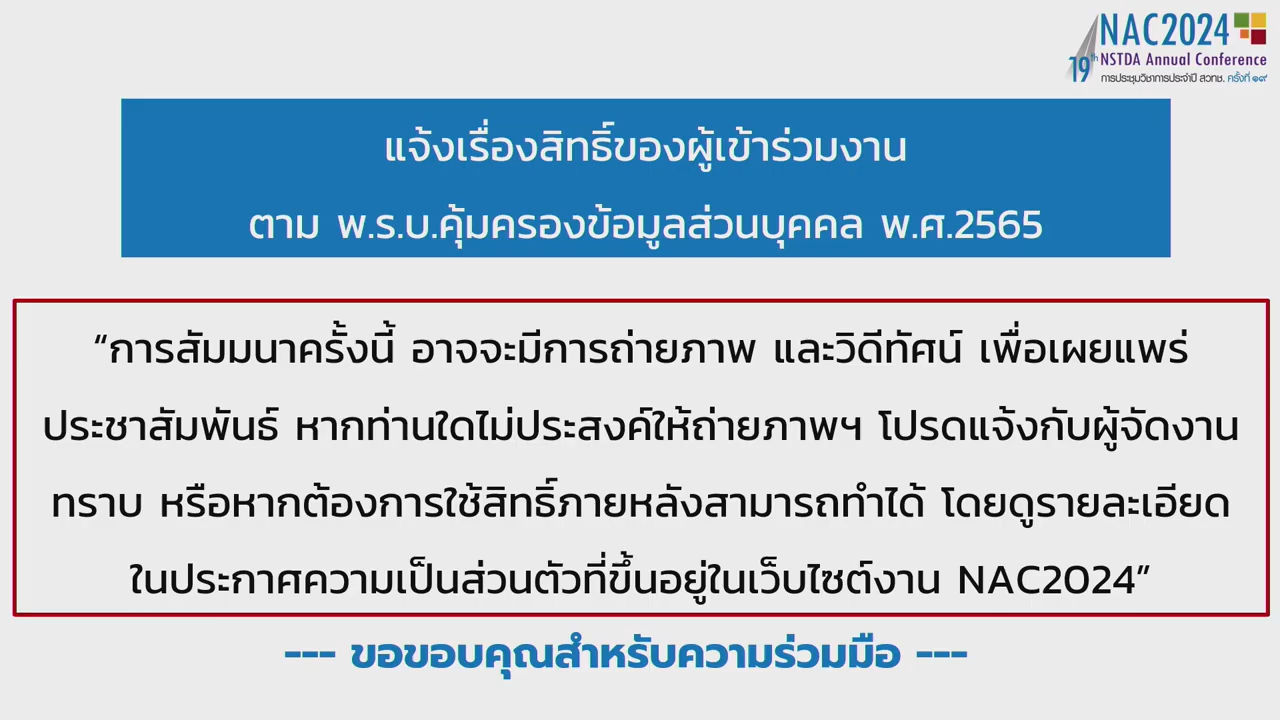 NAC2024
19th NSTDA Annual Conference
การประชุมวิชาการประจำปี สวทช. ครั้งที่ ๑๙
แจ้งเรื่องสิทธิ์ของผู้เข้าร่วมงาน
ตาม พ.ร.บ.คุ้มครองข้อมูลส่วนบุคคล พ.ศ.2565
“การสัมมนาครั้งนี้ อาจจะมีการถ่ายภาพ และวิดีทัศน์ เพื่อเผยแพร่
ประชาสัมพันธ์ หากท่านใดไม่ประสงค์ให้ถ่ายภาพฯ โปรดแจ้งกับผู้จัดงาน
ทราบ หรือหากต้องการใช้สิทธิ์ภายหลังสามารถทำได้ โดยดูรายละเอียด
ในประกาศความเป็นส่วนตัวที่ขึ้นอยู่ในเว็บไซต์งาน NAC2024”
--- ขอขอบคุณสำหรับความร่วมมือ ---